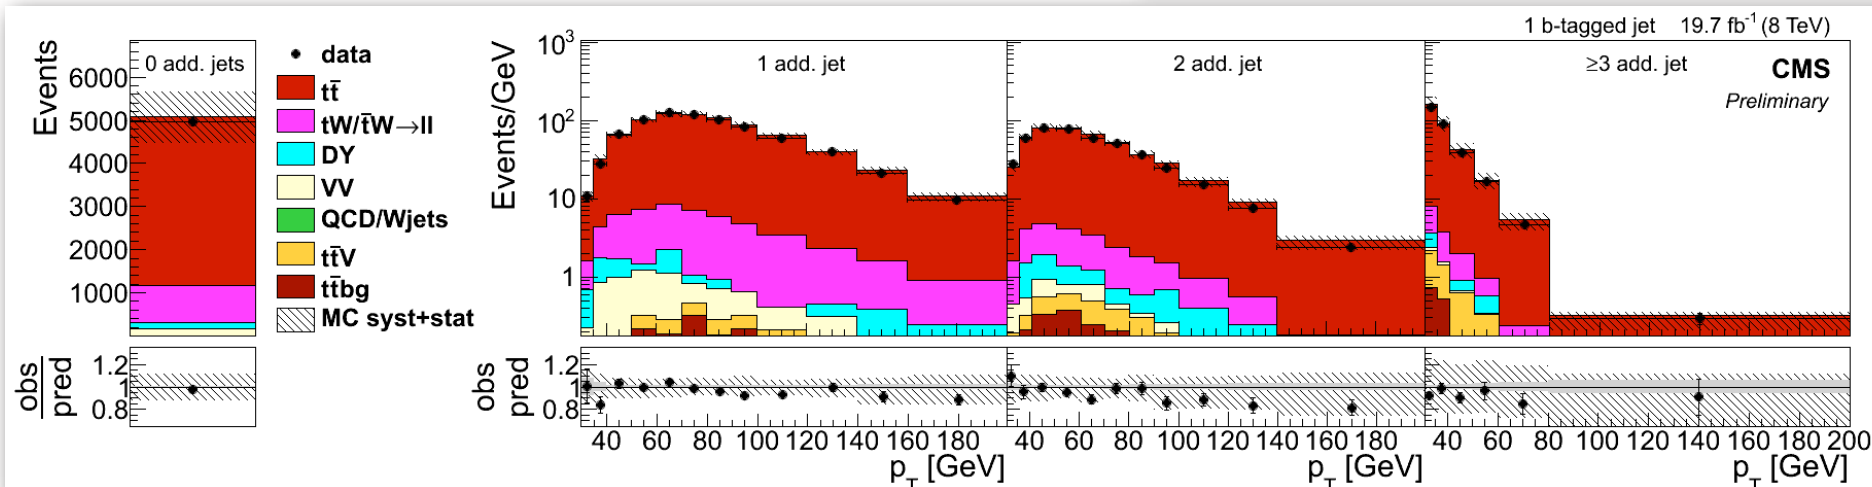 1 b-tagged jet 19.7 fb⁻¹ (8 TeV)
Events
6000
5000
4000
3000
2000
1000
0 add. jets
data
tt̄
tW/t̄W→ll
DY
VV
QCD/Wjets
tt̄V
tt̄bg
MC syst+stat
Events/GeV
10³
10²
10
1
1 add. jet
2 add. jet
≥3 add. jet
CMS
Preliminary
obs
pred
1.2
1
0.8
obs
pred
1.2
1
0.8
40 60 80 100 120 140 160 180
40 60 80 100 120 140 160 180
40 60 80 100 120 140 160 180 200
p_T [GeV]
p_T [GeV]
p_T [GeV]